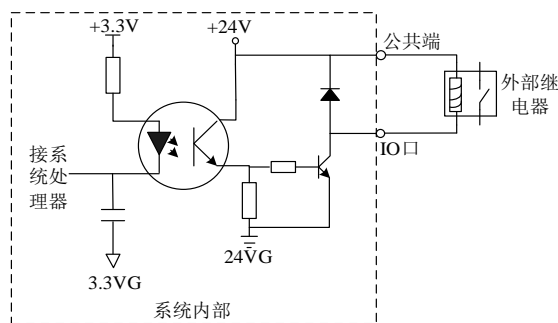 +3.3V
+24V
公共端
外部继
电器
IO口
接系
统处
理器
24VG
3.3VG
系统内部